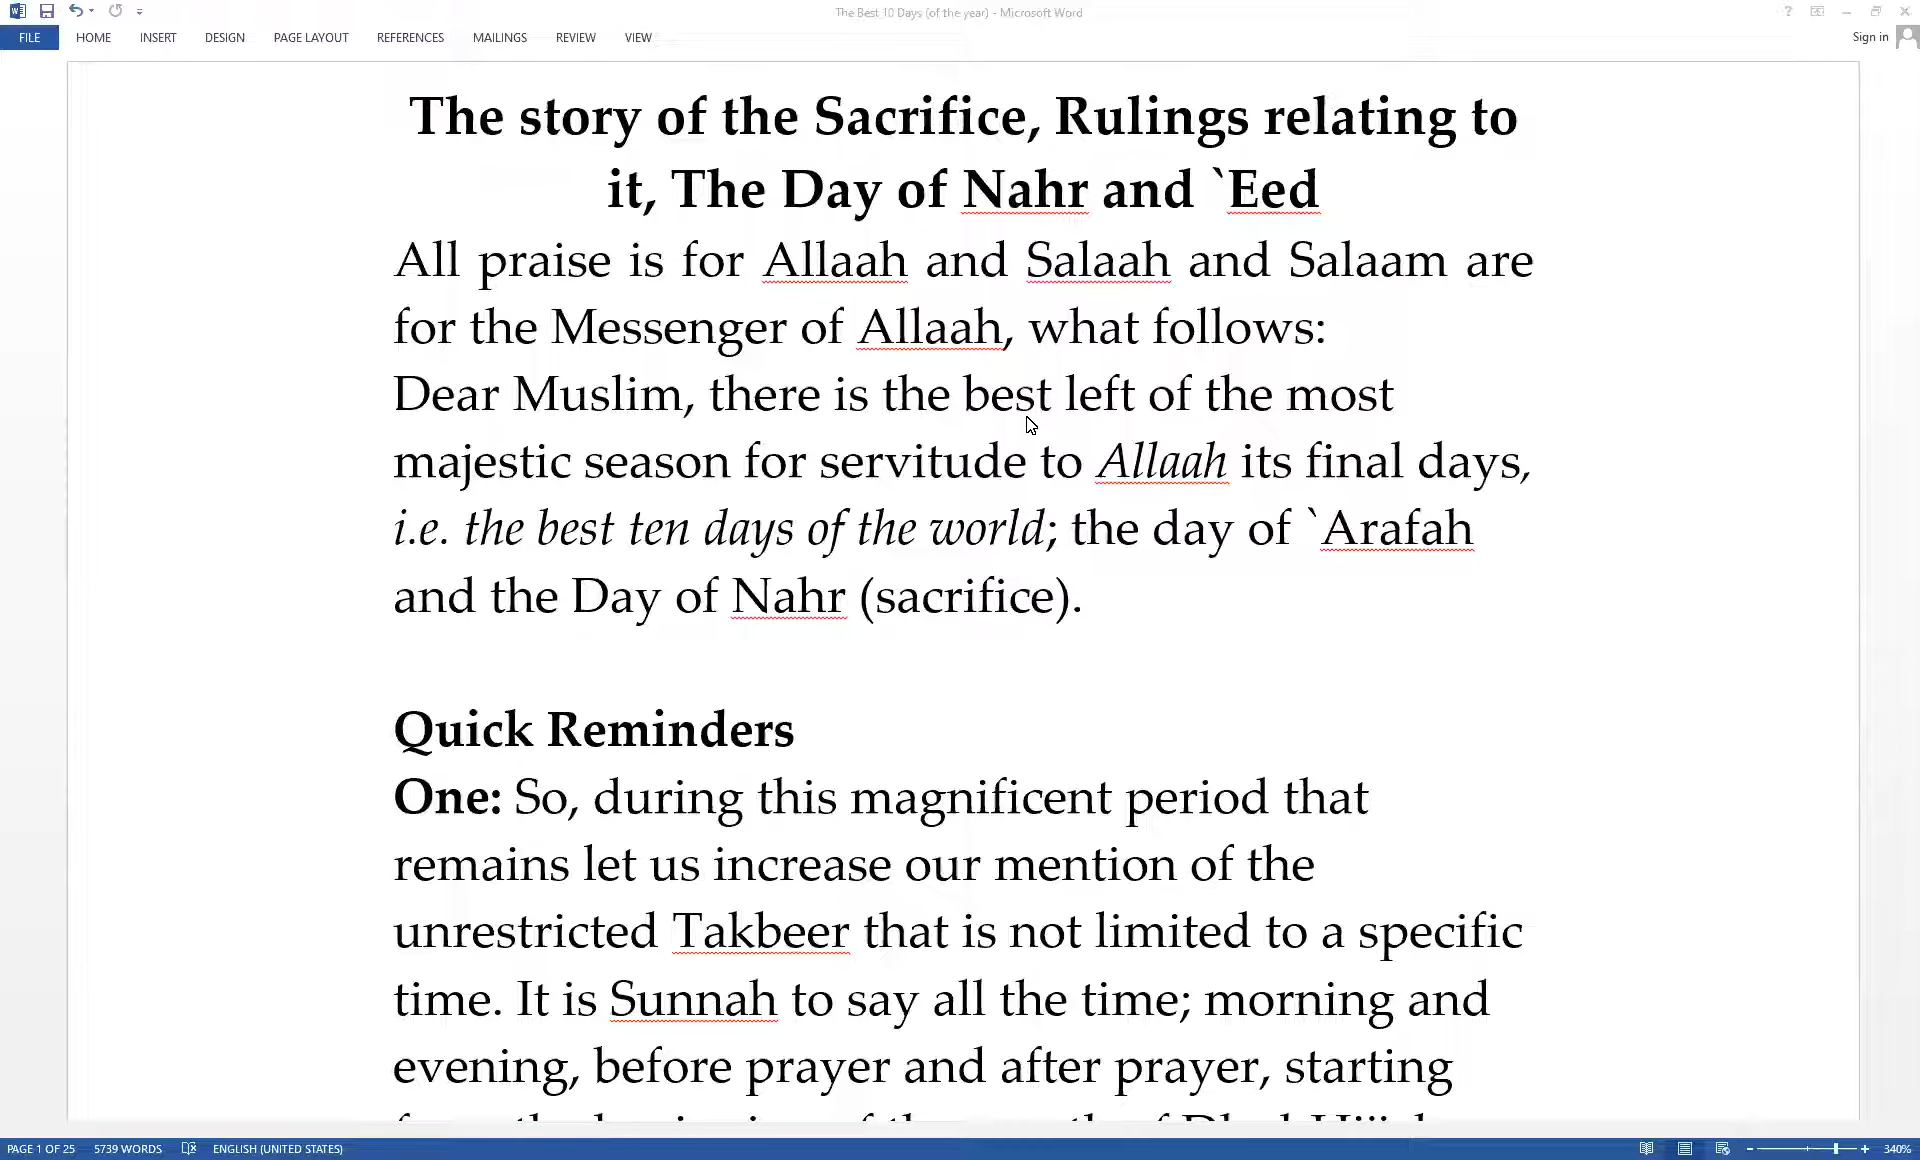 The Best 10 Days (of the year) - Microsoft Word
FILE HOME INSERT DESIGN PAGE LAYOUT REFERENCES MAILINGS REVIEW VIEW Sign in
The story of the Sacrifice, Rulings relating to
it, The Day of Nahr and `Eed
All praise is for Allaah and Salaah and Salaam are
for the Messenger of Allaah, what follows:
Dear Muslim, there is the best left of the most
majestic season for servitude to Allaah its final days,
i.e. the best ten days of the world; the day of `Arafah
and the Day of Nahr (sacrifice).
Quick Reminders
One: So, during this magnificent period that
remains let us increase our mention of the
unrestricted Takbeer that is not limited to a specific
time. It is Sunnah to say all the time; morning and
evening, before prayer and after prayer, starting
PAGE 1 OF 25 5739 WORDS ENGLISH (UNITED STATES) 340%